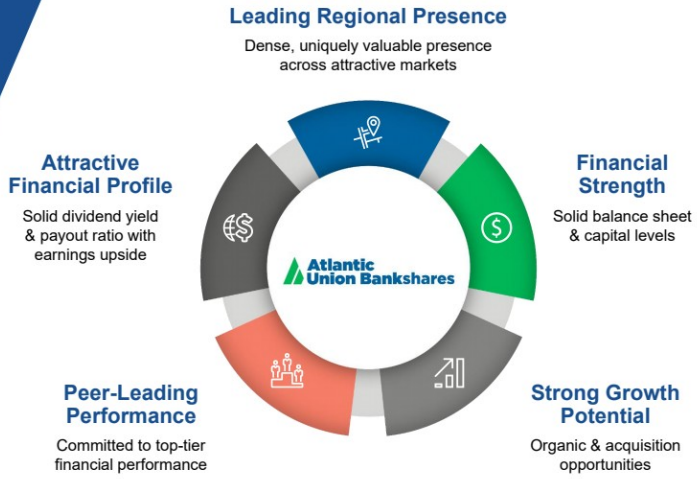 Leading Regional Presence
Dense, uniquely valuable presence
across attractive markets
Attractive
Financial Profile
Solid dividend yield
& payout ratio with
earnings upside
Financial
Strength
Solid balance sheet
& capital levels
Atlantic
Union Bankshares
Peer-Leading
Performance
Committed to top-tier
financial performance
Strong Growth
Potential
Organic & acquisition
opportunities